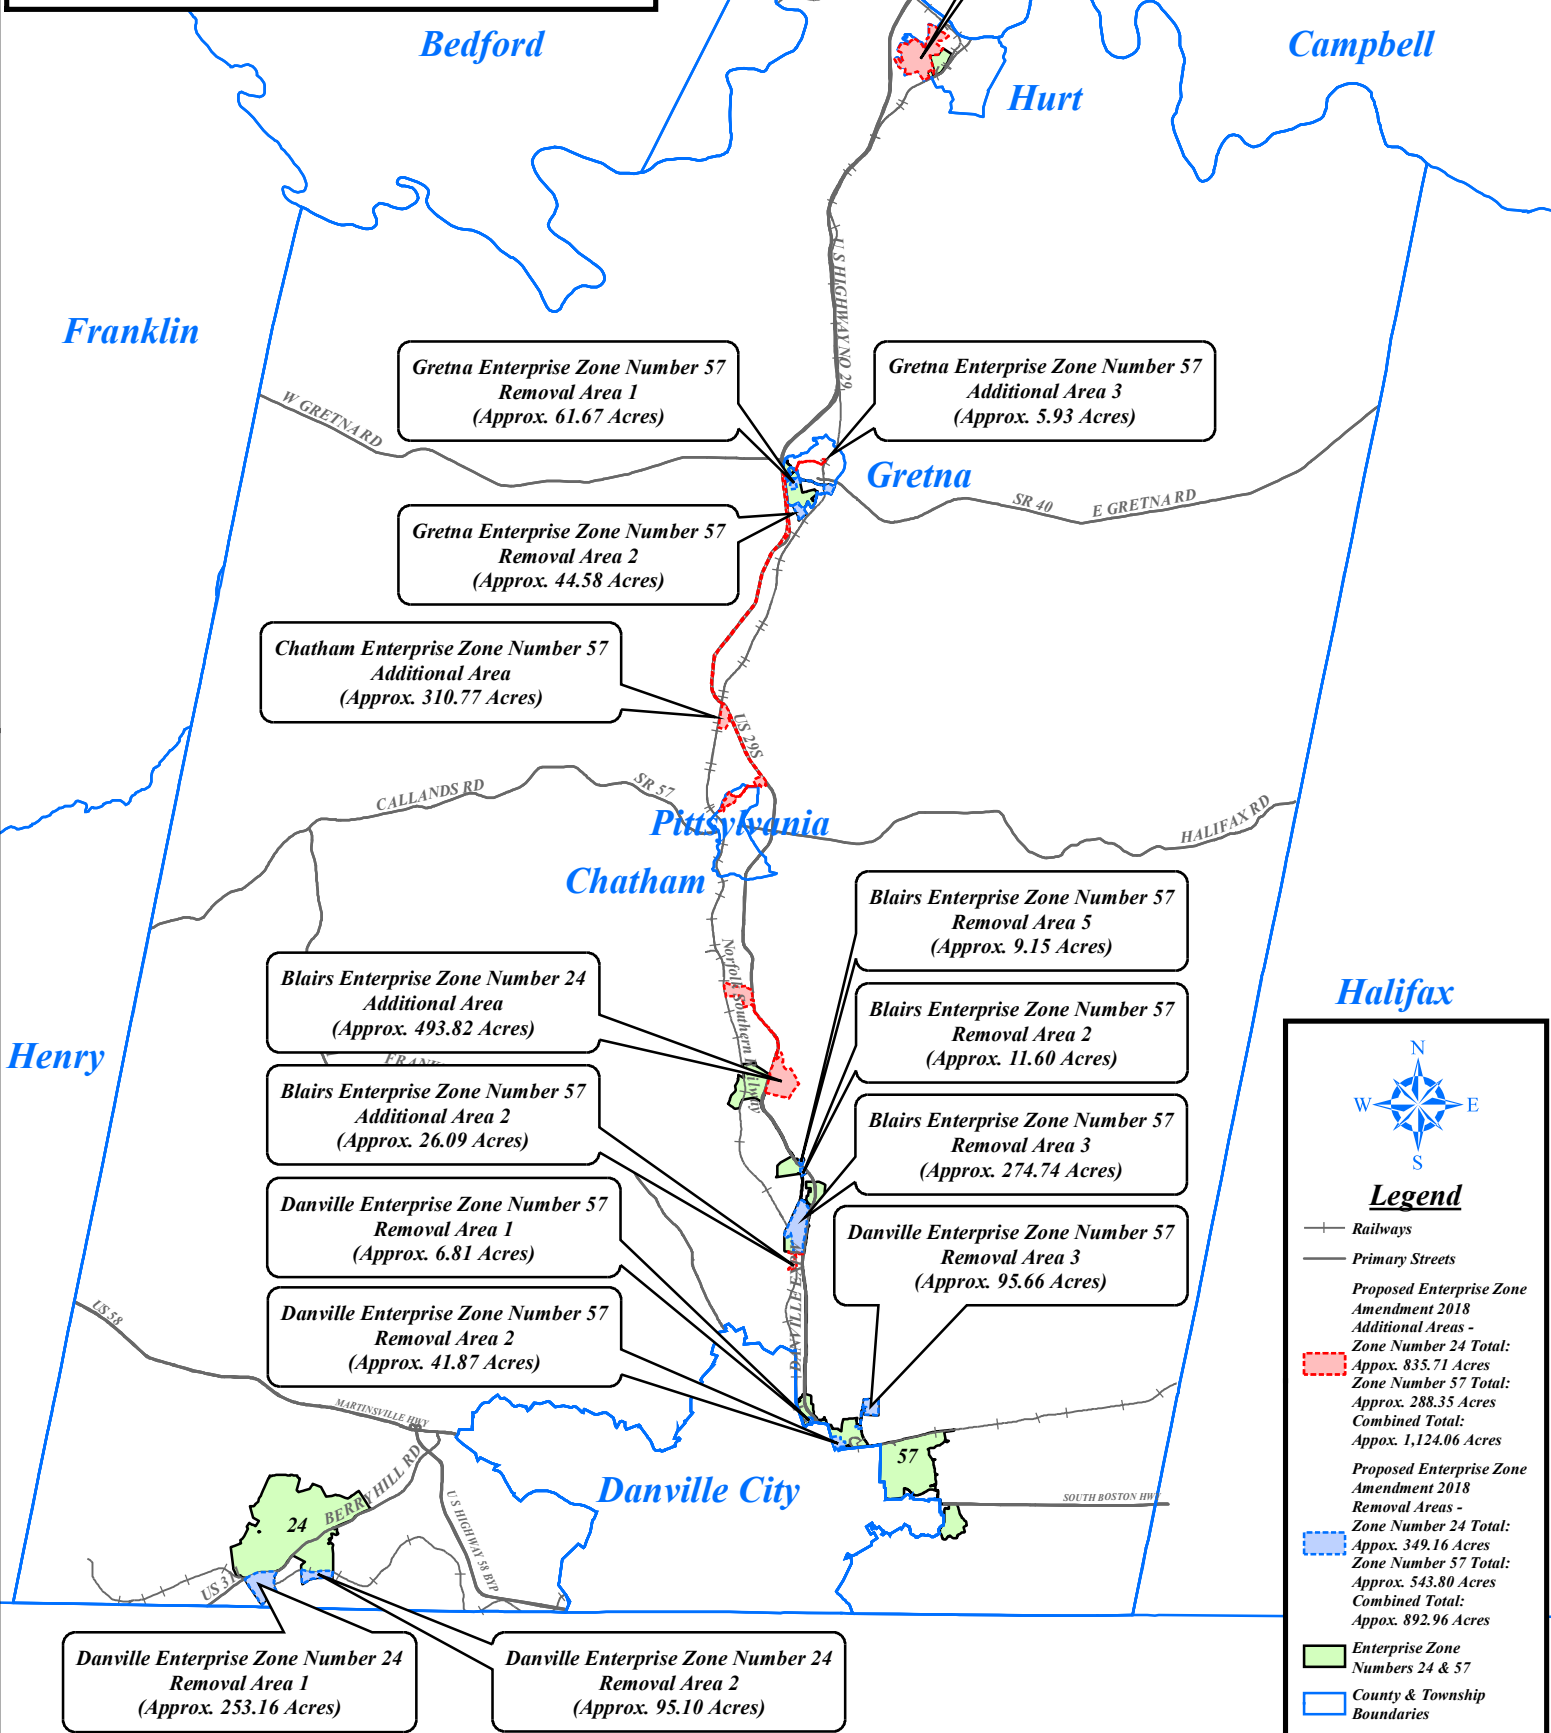 Bedford
Campbell
Hurt
U S HIGHWAY NO 29
Franklin
Gretna Enterprise Zone Number 57
Removal Area 1
(Approx. 61.67 Acres)
Gretna Enterprise Zone Number 57
Additional Area 3
(Approx. 5.93 Acres)
W GRETNA RD
Gretna
SR 40
E GRETNA RD
Gretna Enterprise Zone Number 57
Removal Area 2
(Approx. 44.58 Acres)
Chatham Enterprise Zone Number 57
Additional Area
(Approx. 310.77 Acres)
US 29S
CALLANDS RD
SR 57
Pittsylvania
HALIFAX RD
Chatham
Blairs Enterprise Zone Number 57
Removal Area 5
(Approx. 9.15 Acres)
Norfolk Southern Railway
Blairs Enterprise Zone Number 24
Additional Area
(Approx. 493.82 Acres)
Blairs Enterprise Zone Number 57
Removal Area 2
(Approx. 11.60 Acres)
Halifax
Henry
Blairs Enterprise Zone Number 57
Additional Area 2
(Approx. 26.09 Acres)
Blairs Enterprise Zone Number 57
Removal Area 3
(Approx. 274.74 Acres)
Danville Enterprise Zone Number 57
Removal Area 1
(Approx. 6.81 Acres)
Danville Enterprise Zone Number 57
Removal Area 3
(Approx. 95.66 Acres)
Danville Enterprise Zone Number 57
Removal Area 2
(Approx. 41.87 Acres)
US 58
MARTINSVILLE HWY
BERRY HILL RD
57
Danville City
SOUTH BOSTON HWY
24
U S HIGHWAY 58 BYP
Danville Enterprise Zone Number 24
Removal Area 1
(Approx. 253.16 Acres)
Danville Enterprise Zone Number 24
Removal Area 2
(Approx. 95.10 Acres)
N
W E
S
Legend
Railways
Primary Streets
Proposed Enterprise Zone
Amendment 2018
Additional Areas -
Zone Number 24 Total:
Appox. 835.71 Acres
Zone Number 57 Total:
Approx. 288.35 Acres
Combined Total:
Appox. 1,124.06 Acres
Proposed Enterprise Zone
Amendment 2018
Removal Areas -
Zone Number 24 Total:
Appox. 349.16 Acres
Zone Number 57 Total:
Approx. 543.80 Acres
Combined Total:
Appox. 892.96 Acres
Enterprise Zone
Numbers 24 & 57
County & Township
Boundaries